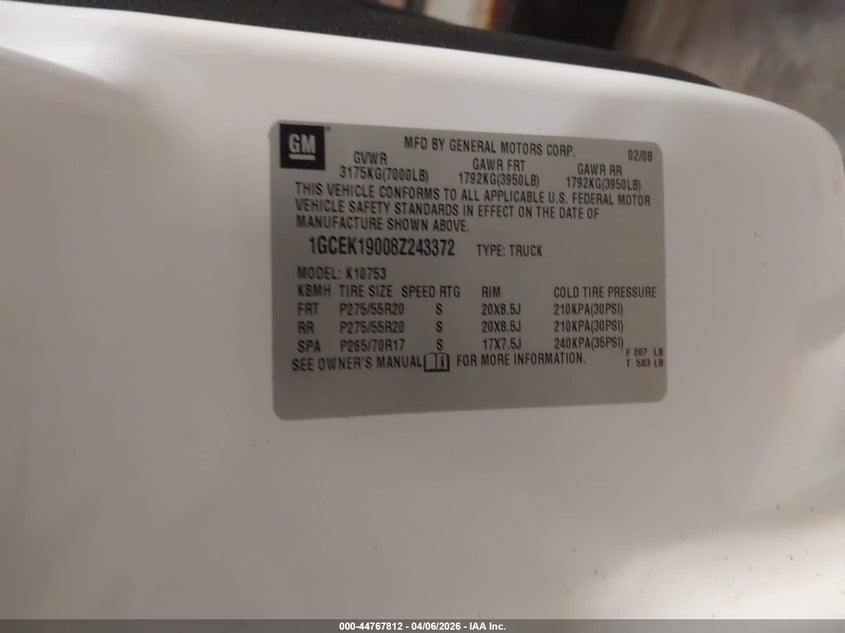 GM
MFD BY GENERAL MOTORS CORP. 02/08
GVWR GAWR FRT GAWR RR
3175KG(7000LB) 1792KG(3950LB) 1792KG(3950LB)
THIS VEHICLE CONFORMS TO ALL APPLICABLE U.S. FEDERAL MOTOR
VEHICLE SAFETY STANDARDS IN EFFECT ON THE DATE OF
MANUFACTURE SHOWN ABOVE.
1GCEK19008Z243372 TYPE: TRUCK
MODEL: K10753
KBMH TIRE SIZE SPEED RTG RIM COLD TIRE PRESSURE
FRT P275/55R20 S 20X8.5J 210KPA(30PSI)
RR P275/55R20 S 20X8.5J 210KPA(30PSI)
SPA P265/70R17 S 17X7.5J 240KPA(35PSI)
F 207 LB
SEE OWNER'S MANUAL FOR MORE INFORMATION.
T 583 LB
000-44767812 - 04/06/2026 - IAA Inc.